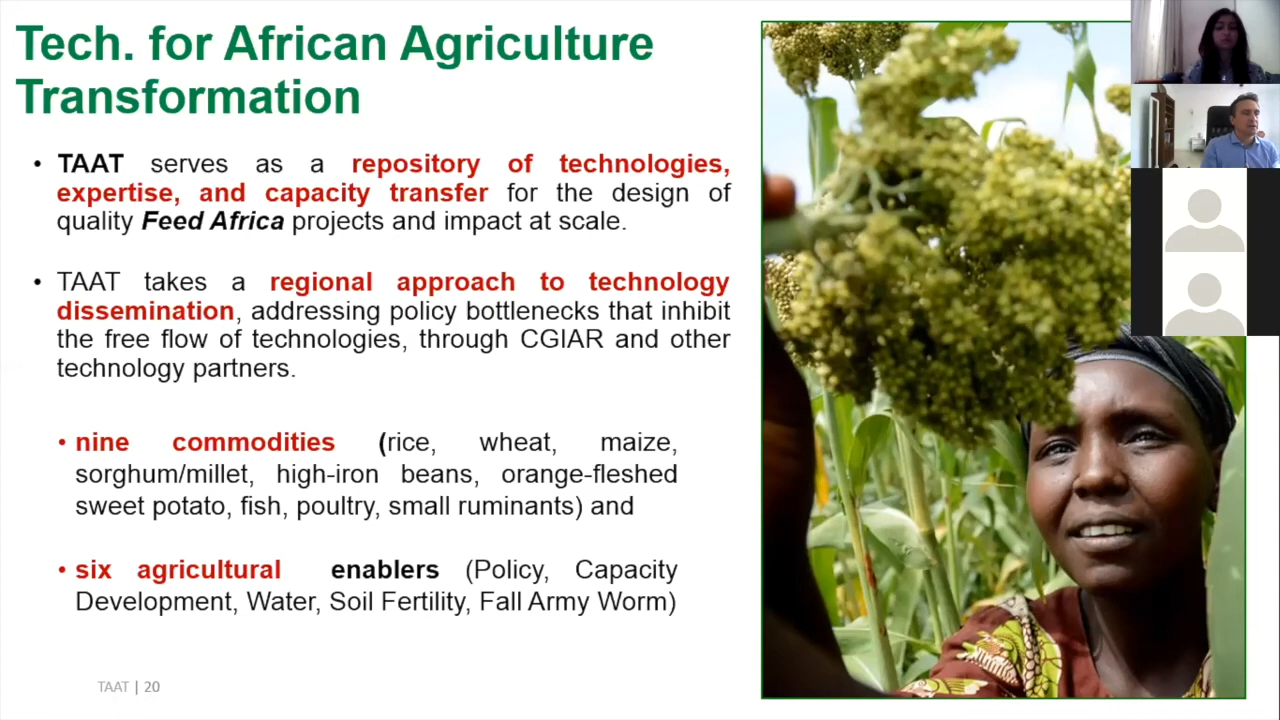 Tech. for African Agriculture
Transformation
• TAAT serves as a repository of technologies,
expertise, and capacity transfer for the design of
quality Feed Africa projects and impact at scale.
• TAAT takes a regional approach to technology
dissemination, addressing policy bottlenecks that inhibit
the free flow of technologies, through CGIAR and other
technology partners.
• nine commodities (rice, wheat, maize,
sorghum/millet, high-iron beans, orange-fleshed
sweet potato, fish, poultry, small ruminants) and
• six agricultural enablers (Policy, Capacity
Development, Water, Soil Fertility, Fall Army Worm)
TAAT | 20